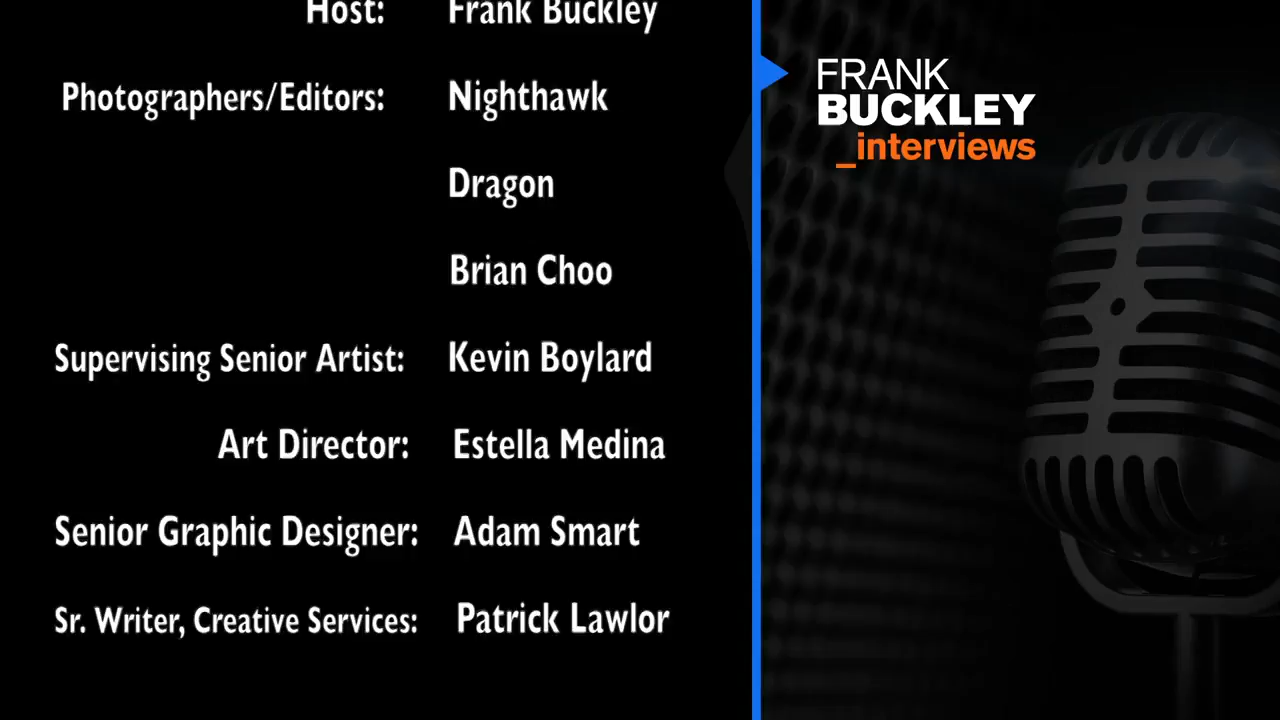 Host: Frank Buckley
Photographers/Editors: Nighthawk
Dragon
Brian Choo
Supervising Senior Artist: Kevin Boylard
Art Director: Estella Medina
Senior Graphic Designer: Adam Smart
Sr. Writer, Creative Services: Patrick Lawlor
FRANK
BUCKLEY
_interviews